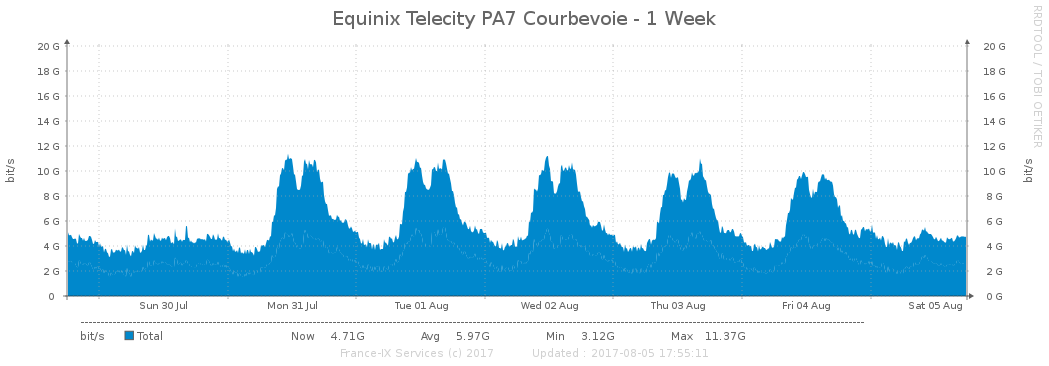 Equinix Telecity PA7 Courbevoie - 1 Week
RRDTOOL / TOBI OETIKER
bit/s
20 G 20 G
18 G 18 G
16 G 16 G
14 G 14 G
12 G 12 G
10 G 10 G
8 G 8 G
6 G 6 G
4 G 4 G
2 G 2 G
0 0 G
bit/s
Sun 30 Jul Mon 31 Jul Tue 01 Aug Wed 02 Aug Thu 03 Aug Fri 04 Aug Sat 05 Aug
bit/s Total Now 4.71G Avg 5.97G Min 3.12G Max 11.37G
France-IX Services (c) 2017 Updated : 2017-08-05 17:55:11